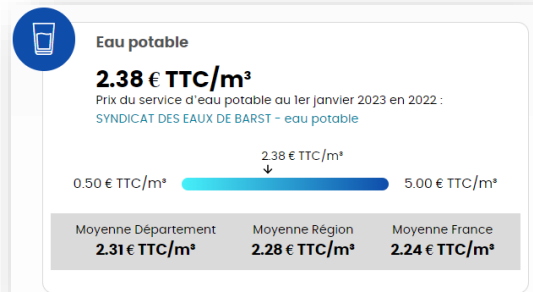 Eau potable
2.38 € TTC/m³
Prix du service d'eau potable au 1er janvier 2023 en 2022 :
SYNDICAT DES EAUX DE BARST - eau potable
2.38 € TTC/m³
0.50 € TTC/m³ 5.00 € TTC/m³
Moyenne Département Moyenne Région Moyenne France
2.31 € TTC/m³ 2.28 € TTC/m³ 2.24 € TTC/m³